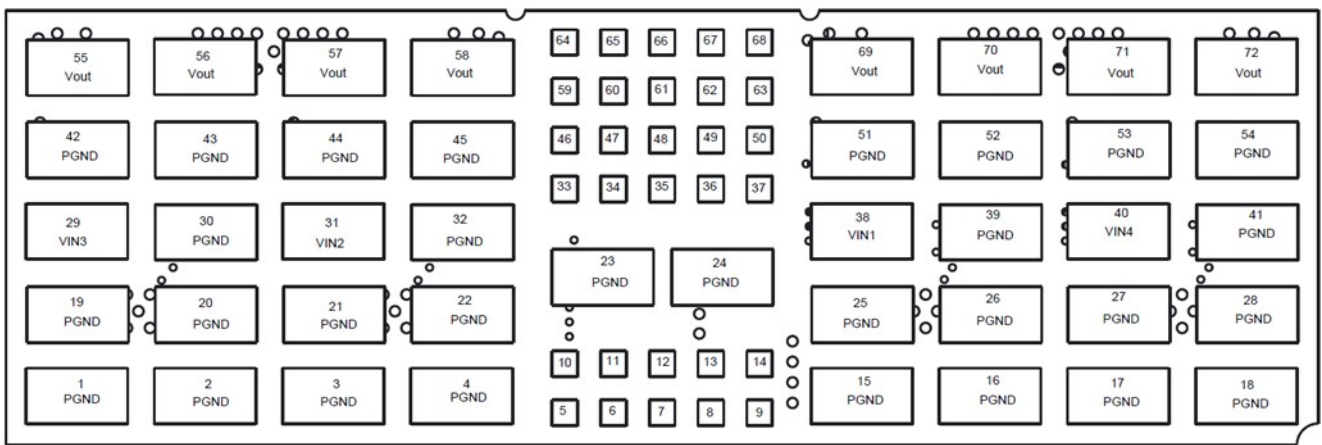 55 56 57 58 64 65 66 67 68 69 70 71 72
Vout Vout Vout Vout Vout Vout Vout Vout
59 60 61 62 63
42 43 44 45 46 47 48 49 50 51 52 53 54
PGND PGND PGND PGND PGND PGND PGND PGND
33 34 35 36 37
29 30 31 32 38 39 40 41
VIN3 PGND VIN2 PGND VIN1 PGND VIN4 PGND
23 24
PGND PGND
19 20 21 22 25 26 27 28
PGND PGND PGND PGND PGND PGND PGND PGND
10 11 12 13 14
1 2 3 4 15 16 17 18
PGND PGND PGND PGND PGND PGND PGND PGND
5 6 7 8 9